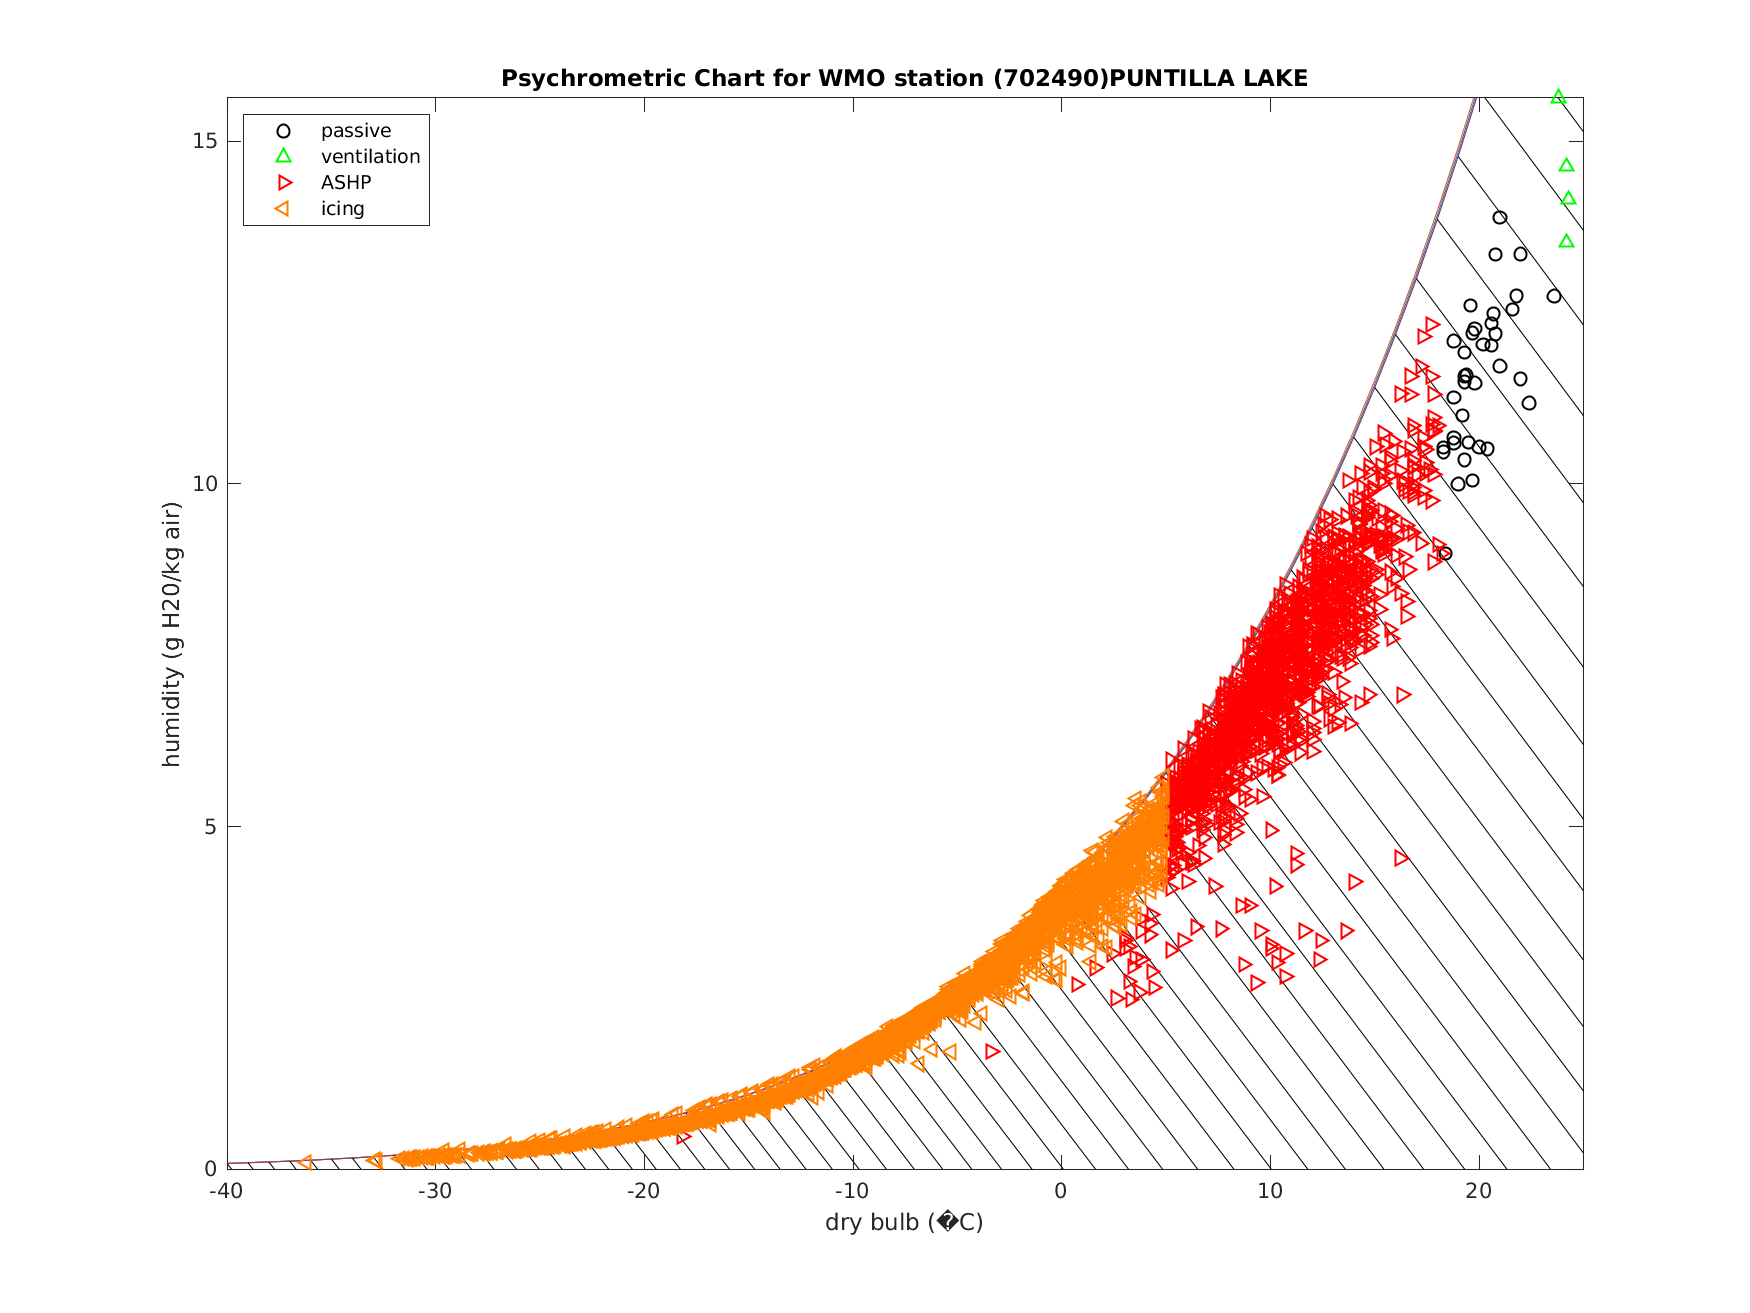 Psychrometric Chart for WMO station (702490)PUNTILLA LAKE
passive
ventilation
ASHP
icing
15
10
5
0
humidity (g H20/kg air)
-40 -30 -20 -10 0 10 20
dry bulb (�C)